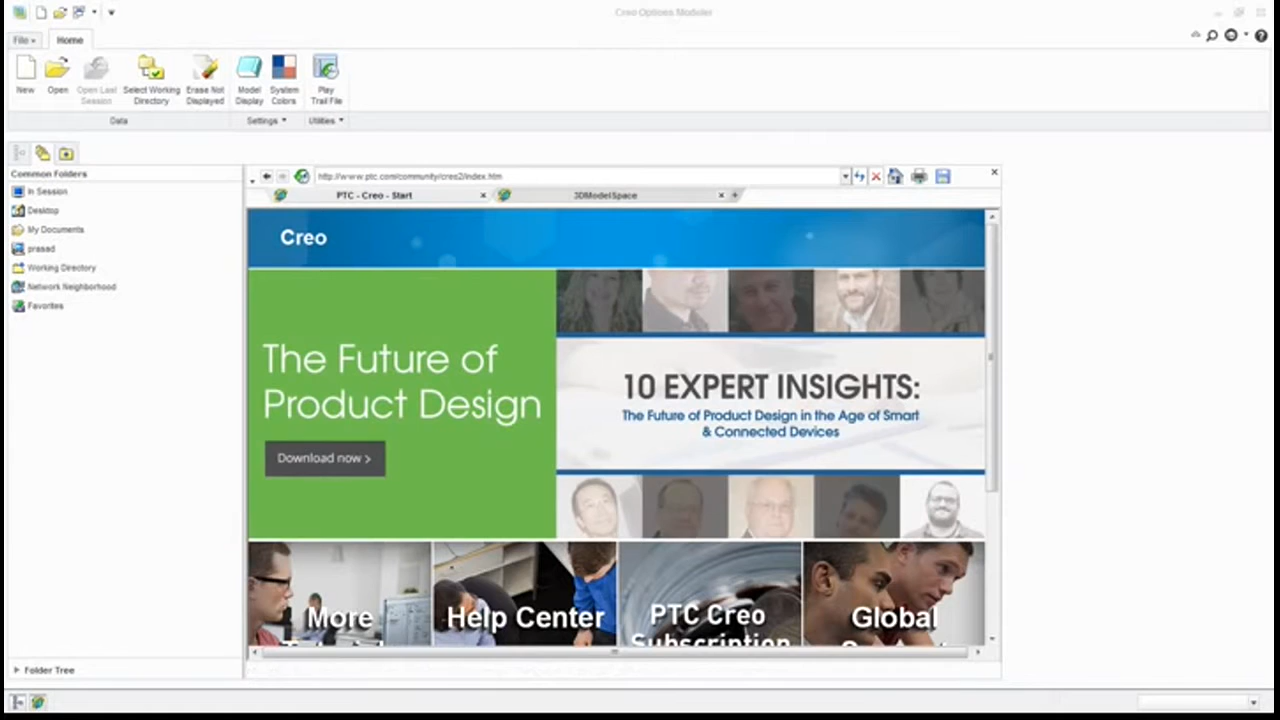 Creo Options Modeler
File
Home
New
Open
Open Last Session
Select Working Directory
Erase Not Displayed
Model Display
System Colors
Play Trail File
Data
Settings
Utilities
Common Folders
In Session
Desktop
My Documents
prasad
Working Directory
Network Neighborhood
Favorites
Folder Tree
http://www.ptc.com/community/creo2/index.htm
PTC - Creo - Start
3DModelSpace
Creo
The Future of
Product Design
Download now >
10 EXPERT INSIGHTS:
The Future of Product Design in the Age of Smart
& Connected Devices
More
Help Center
PTC Creo
Subscription
Global